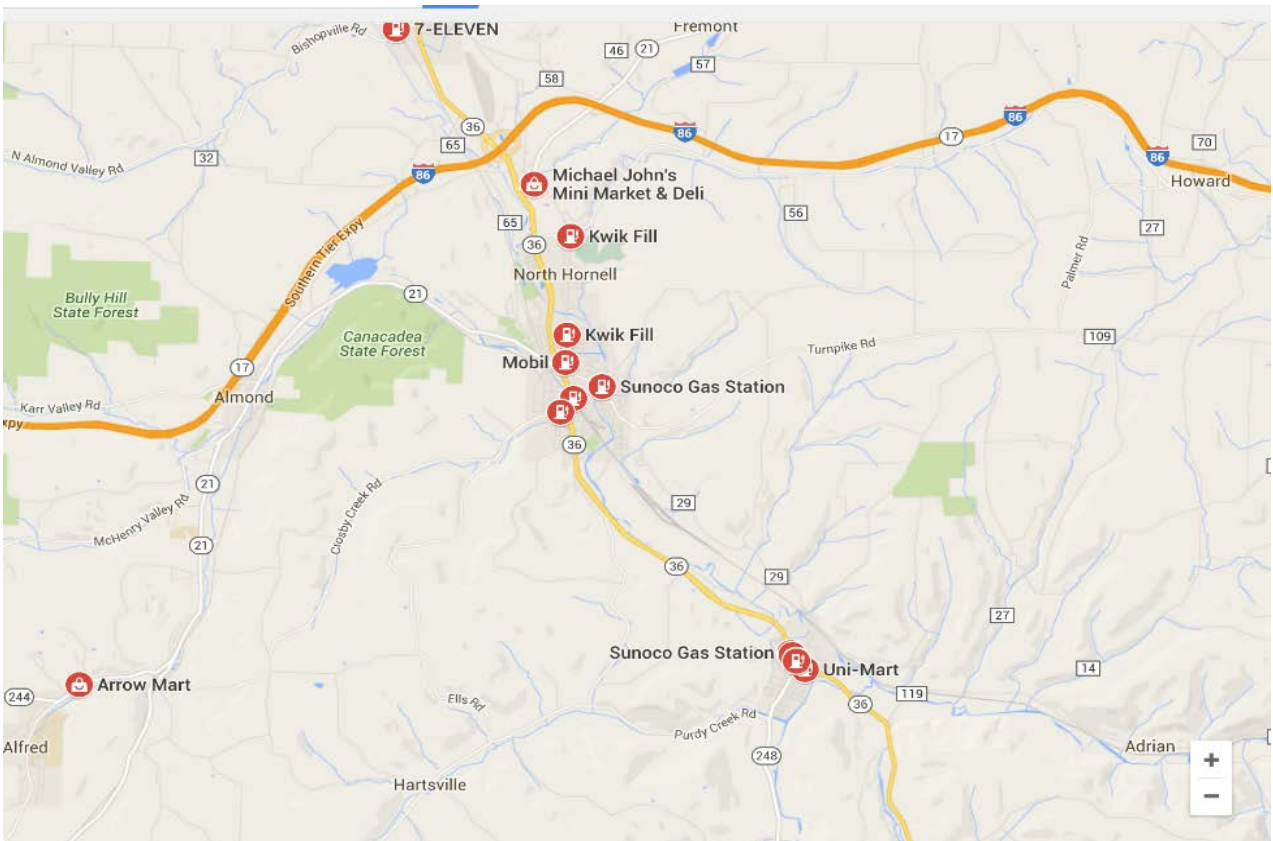 7-ELEVEN
Fremont
Bishopville Rd
46
21
57
58
36
65
86
17
86
86
70
N Almond Valley Rd
32
86
Howard
Michael John's
Mini Market & Deli
65
56
27
36
Kwik Fill
Palmer Rd
Southern Tier Expy
North Hornell
21
Bully Hill
State Forest
Canacadea
State Forest
Kwik Fill
109
Turnpike Rd
Mobil
17
Sunoco Gas Station
Almond
Karr Valley Rd
xpy
36
21
29
McHenry Valley Rd
Closby Creek Rd
21
36
29
27
Sunoco Gas Station
Uni-Mart
14
Arrow Mart
244
119
Ells Rd
36
Purdy Creek Rd
Alfred
248
Adrian
Hartsville
+
−